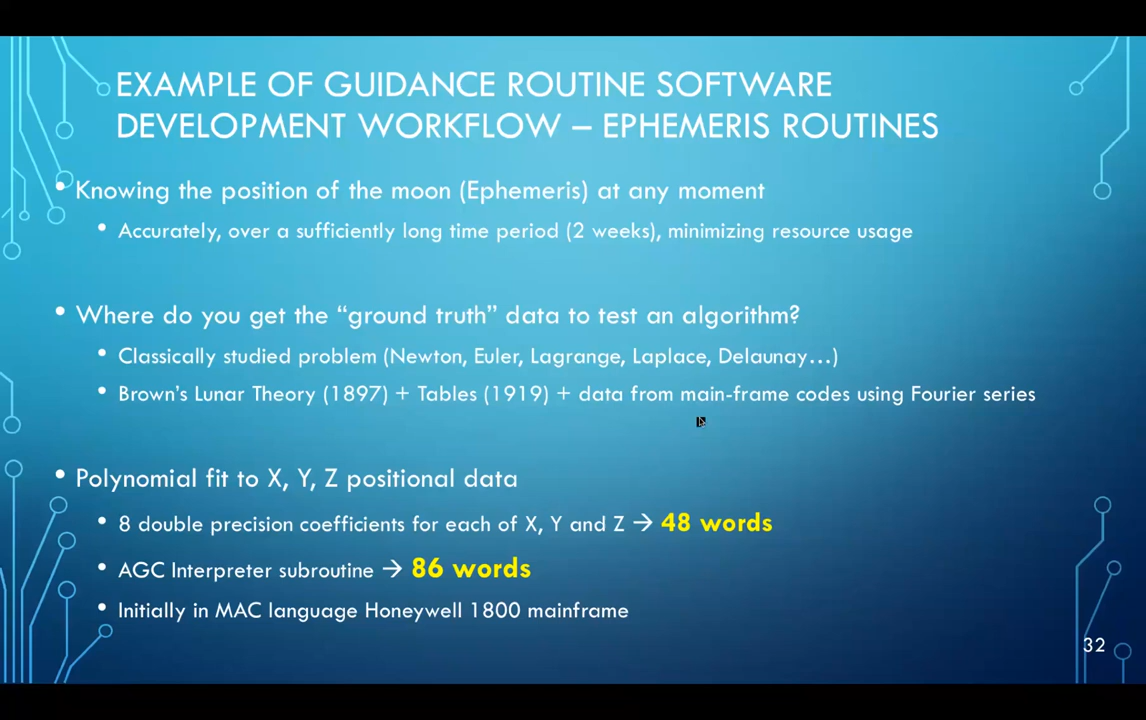 EXAMPLE OF GUIDANCE ROUTINE SOFTWARE
DEVELOPMENT WORKFLOW – EPHEMERIS ROUTINES
• Knowing the position of the moon (Ephemeris) at any moment
• Accurately, over a sufficiently long time period (2 weeks), minimizing resource usage
• Where do you get the “ground truth” data to test an algorithm?
• Classically studied problem (Newton, Euler, Lagrange, Laplace, Delaunay…)
• Brown’s Lunar Theory (1897) + Tables (1919) + data from main-frame codes using Fourier series
• Polynomial fit to X, Y, Z positional data
• 8 double precision coefficients for each of X, Y and Z → 48 words
• AGC Interpreter subroutine → 86 words
• Initially in MAC language Honeywell 1800 mainframe
32